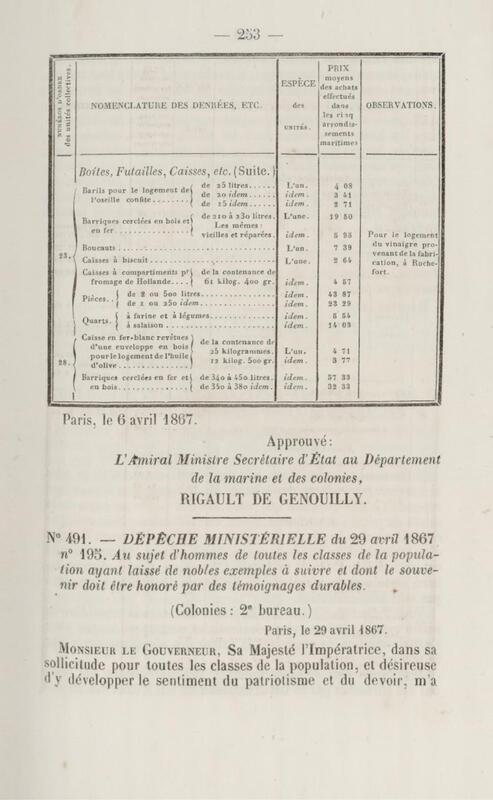 — 253 —
NUMÉROS D'ORDRE des unités collectives.
NOMENCLATURE DES DENRÉES, ETC.
ESPÈCE des UNITÉS.
PRIX moyens des achats effectués dans les cinq arrondissements maritimes
OBSERVATIONS.
Boîtes, Futailles, Caisses, etc. (Suite.)
Barils pour le logement de l'oseille confite........
de 25 litres...... L'un. 4 08
de 20 idem...... idem. 3 41
de 15 idem...... idem. 2 71
Barriques cerclées en bois et en fer
de 210 à 230 litres. L'une. 19 50
Les mêmes :
vieilles et réparées. idem. 5 93
23.
Boucauts L'un. 7 39
Caisses à biscuit L'une. 2 64
Pour le logement
du vinaigre pro-
venant de la fabri-
cation, à Roche-
fort.
Caisses à compartiments pr fromage de Hollande....
de la contenance de
61 kilog. 400 gr. idem. 4 57
Pièces..
de 2 ou 500 litres idem. 43 87
de 1 ou 250 idem idem. 23 29
Quarts.
à farine et à légumes idem. 5 54
à salaison idem. 14 03
28.
Caisse en fer-blanc revêtues
d'une enveloppe en bois
pour le logement de l'huile
d'olive
de la contenance de
25 kilogrammes. L'un. 4 71
12 kilog. 500 gr. idem. 3 77
Barriques cerclées en fer et en bois
de 340 à 450 litres. idem. 37 33
de 350 à 380 idem. idem. 32 33
Paris, le 6 avril 1867.
Approuvé :
L'Amiral Ministre Secrétaire d'État au Département
de la marine et des colonies,
RIGAULT DE GENOUILLY.
N° 491. — DÉPÊCHE MINISTÉRIELLE du 29 avril 1867
n° 195. Au sujet d'hommes de toutes les classes de la popula-
tion ayant laissé de nobles exemples à suivre et dont le souve-
nir doit être honoré par des témoignages durables.
(Colonies : 2e bureau.)
Paris, le 29 avril 1867.
MONSIEUR LE GOUVERNEUR, Sa Majesté l'Impératrice, dans sa
sollicitude pour toutes les classes de la population, et désireuse
d'y développer le sentiment du patriotisme et du devoir, m'a